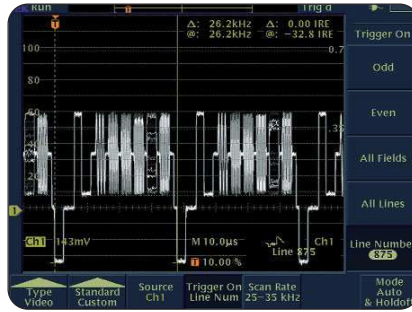 Run
Trig'd
Δ: 26.2kHz Δ: 0.00 IRE
@: 26.2kHz @: −32.8 IRE
100
0.7
80
60
.35
40
20
Ch1 143mV
M 10.0µs
Ch1
Line 875
10.00 %
Trigger On
Odd
Even
All Fields
All Lines
Line Number
875
Type
Video
Standard
Custom
Source
Ch1
Trigger On
Line Num
Scan Rate
25-35 kHz
Mode
Auto
& Holdoff